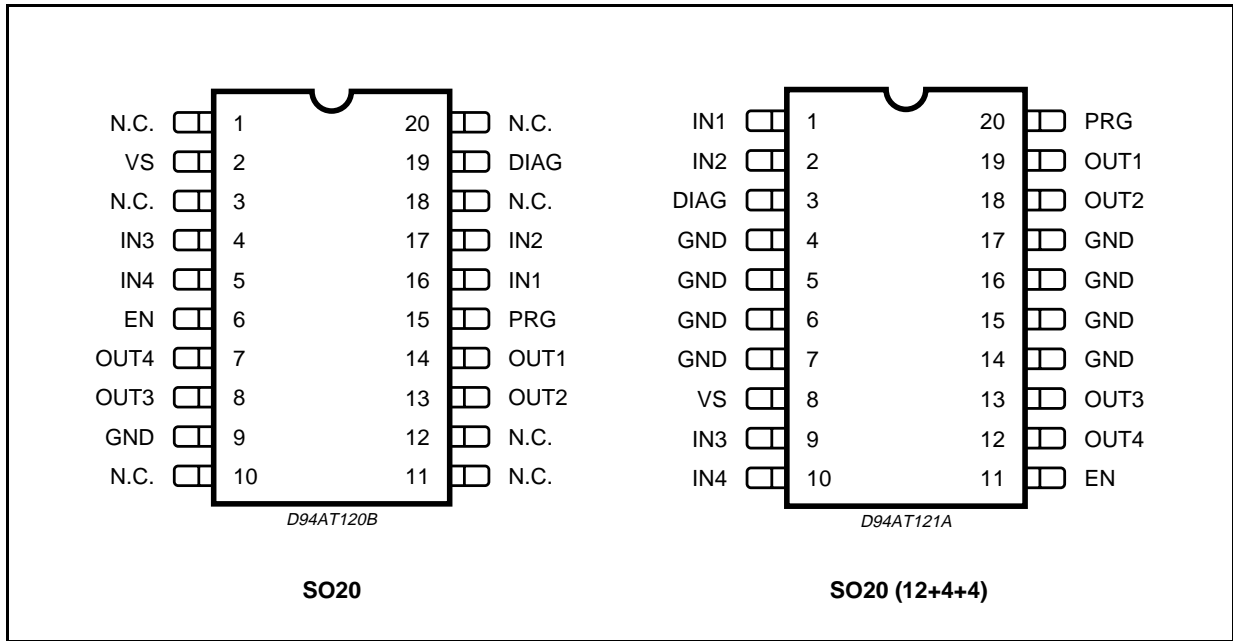 N.C. 1 20 N.C.
VS 2 19 DIAG
N.C. 3 18 N.C.
IN3 4 17 IN2
IN4 5 16 IN1
EN 6 15 PRG
OUT4 7 14 OUT1
OUT3 8 13 OUT2
GND 9 12 N.C.
N.C. 10 11 N.C.
D94AT120B
SO20
IN1 1 20 PRG
IN2 2 19 OUT1
DIAG 3 18 OUT2
GND 4 17 GND
GND 5 16 GND
GND 6 15 GND
GND 7 14 GND
VS 8 13 OUT3
IN3 9 12 OUT4
IN4 10 11 EN
D94AT121A
SO20 (12+4+4)